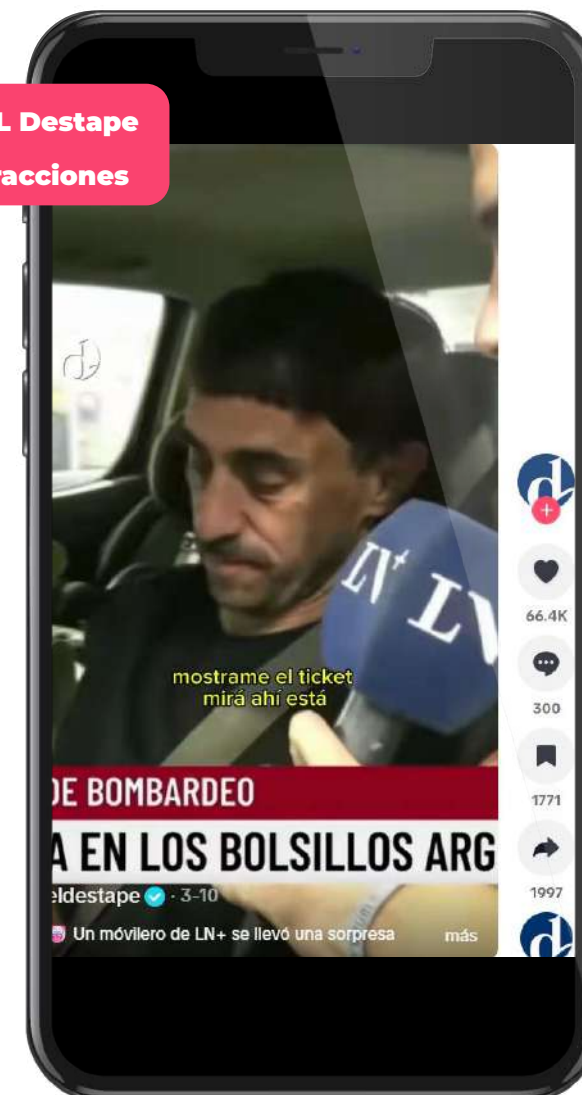 L Destape
racciones
LN+ LN
mostrame el ticket
mirá ahí está
DE BOMBARDEO
A EN LOS BOLSILLOS ARG
eldestape · 3-10
Un móvilero de LN+ se llevó una sorpresa más
66.4K
300
1771
1997